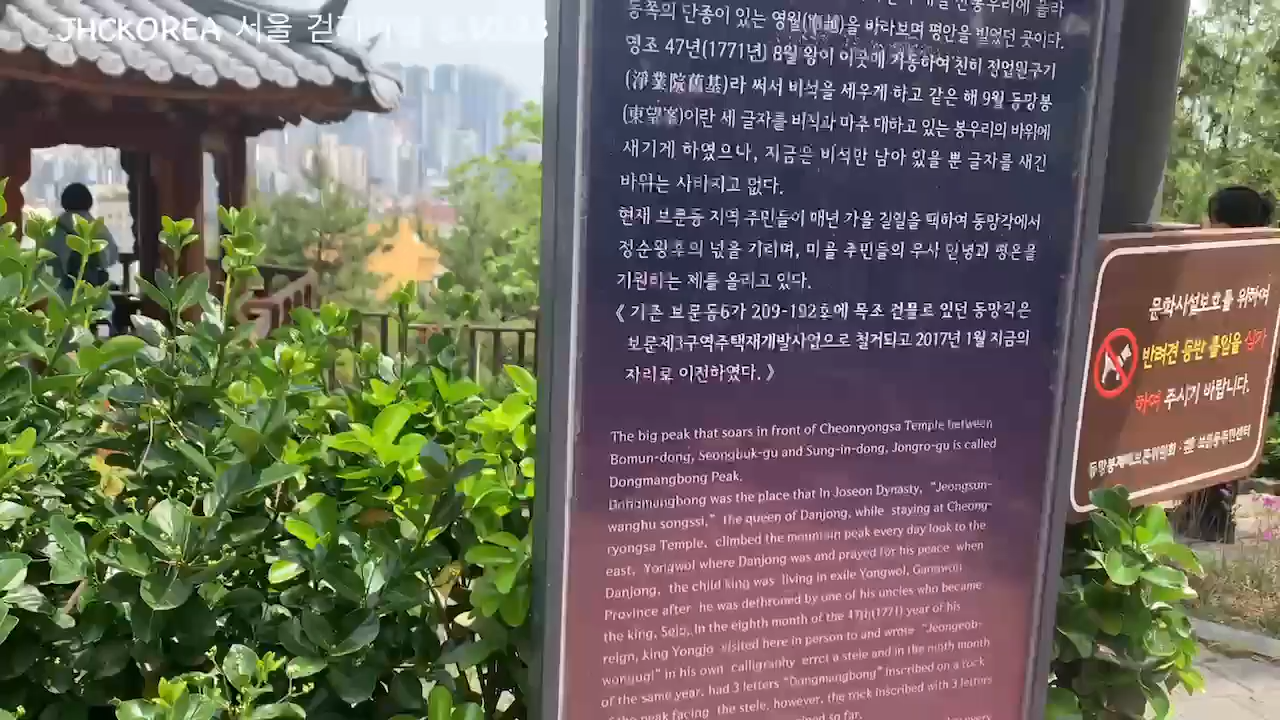 JHCKOREA 서울
동쪽의 단종이 있는 영월(寧越)을 바라보며 평안을 빌었던 곳이다.
영조 47년(1771년) 8월 왕이 이곳에 거동하여 친히 정업원구기
(淨業院舊基)라 써서 비석을 세우게 하고 같은 해 9월 동망봉
(東望峯)이란 세 글자를 비석과 마주 대하고 있는 봉우리의 바위에
새기게 하였으나, 지금은 비석만 남아 있을 뿐 글자를 새긴
바위는 사라지고 없다.
현재 보문동 지역 주민들이 매년 가을 길일을 택하여 동망각에서
정순왕후의 넋을 기리며, 마을 주민들의 무사 안녕과 평온을
기원하는 제를 올리고 있다.
《 기존 보문동6가 209-192호에 목조 건물로 있던 동망각은
보문제3구역주택재개발사업으로 철거되고 2017년 1월 지금의
자리로 이전하였다. 》
The big peak that soars in front of Cheonryongsa Temple between
Bomun-dong, Seongbuk-gu and Sung-in-dong, Jongro-gu is called
Dongmangbong Peak.
Dongmangbong was the place that in Joseon Dynasty, "Jeongsun-
wanghu songssi," the queen of Danjong, while staying at Cheong-
ryongsa Temple, climbed the mountain peak every day look to the
east, Yongwol where Danjong was and prayed for his peace when
Danjong, the child king was living in exile Yongwol, Gangwon
Province after he was dethroned by one of his uncles who became
the king, Sejo. In the eighth month of the 47th(1771) year of his
reign, king Yongjo visited here in person to and wrote "Jeongeob-
wongugi" in his own calligraphy errct a stele and in the ninth month
of the same year, had 3 letters "Dongmangbong" inscribed on a rock
of the peak facing the stele, however, the rock inscribed with 3 letters
so far.
문화시설보호를 위하여
반려견 동반 출입을 삼가
하여 주시기 바랍니다.
보문동주민센터